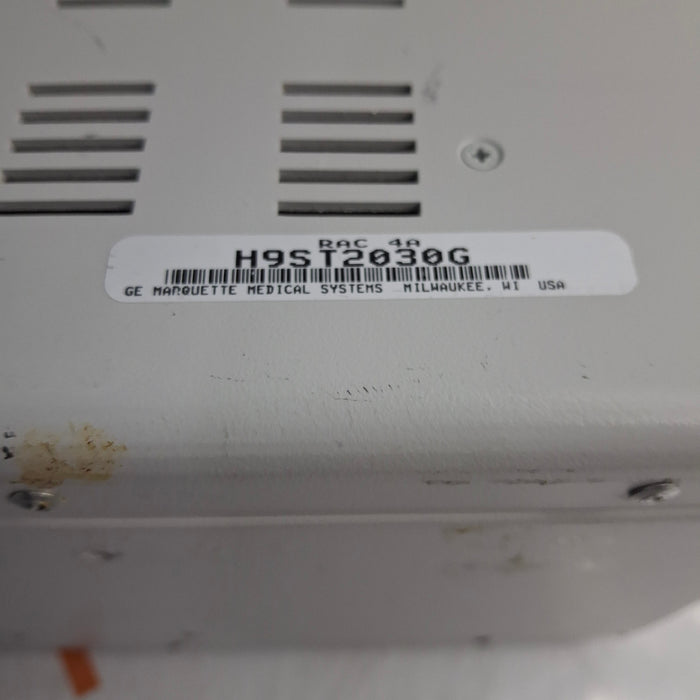 RAC 4A
H9ST2030G
GE MARQUETTE MEDICAL SYSTEMS MILWAUKEE, WI USA